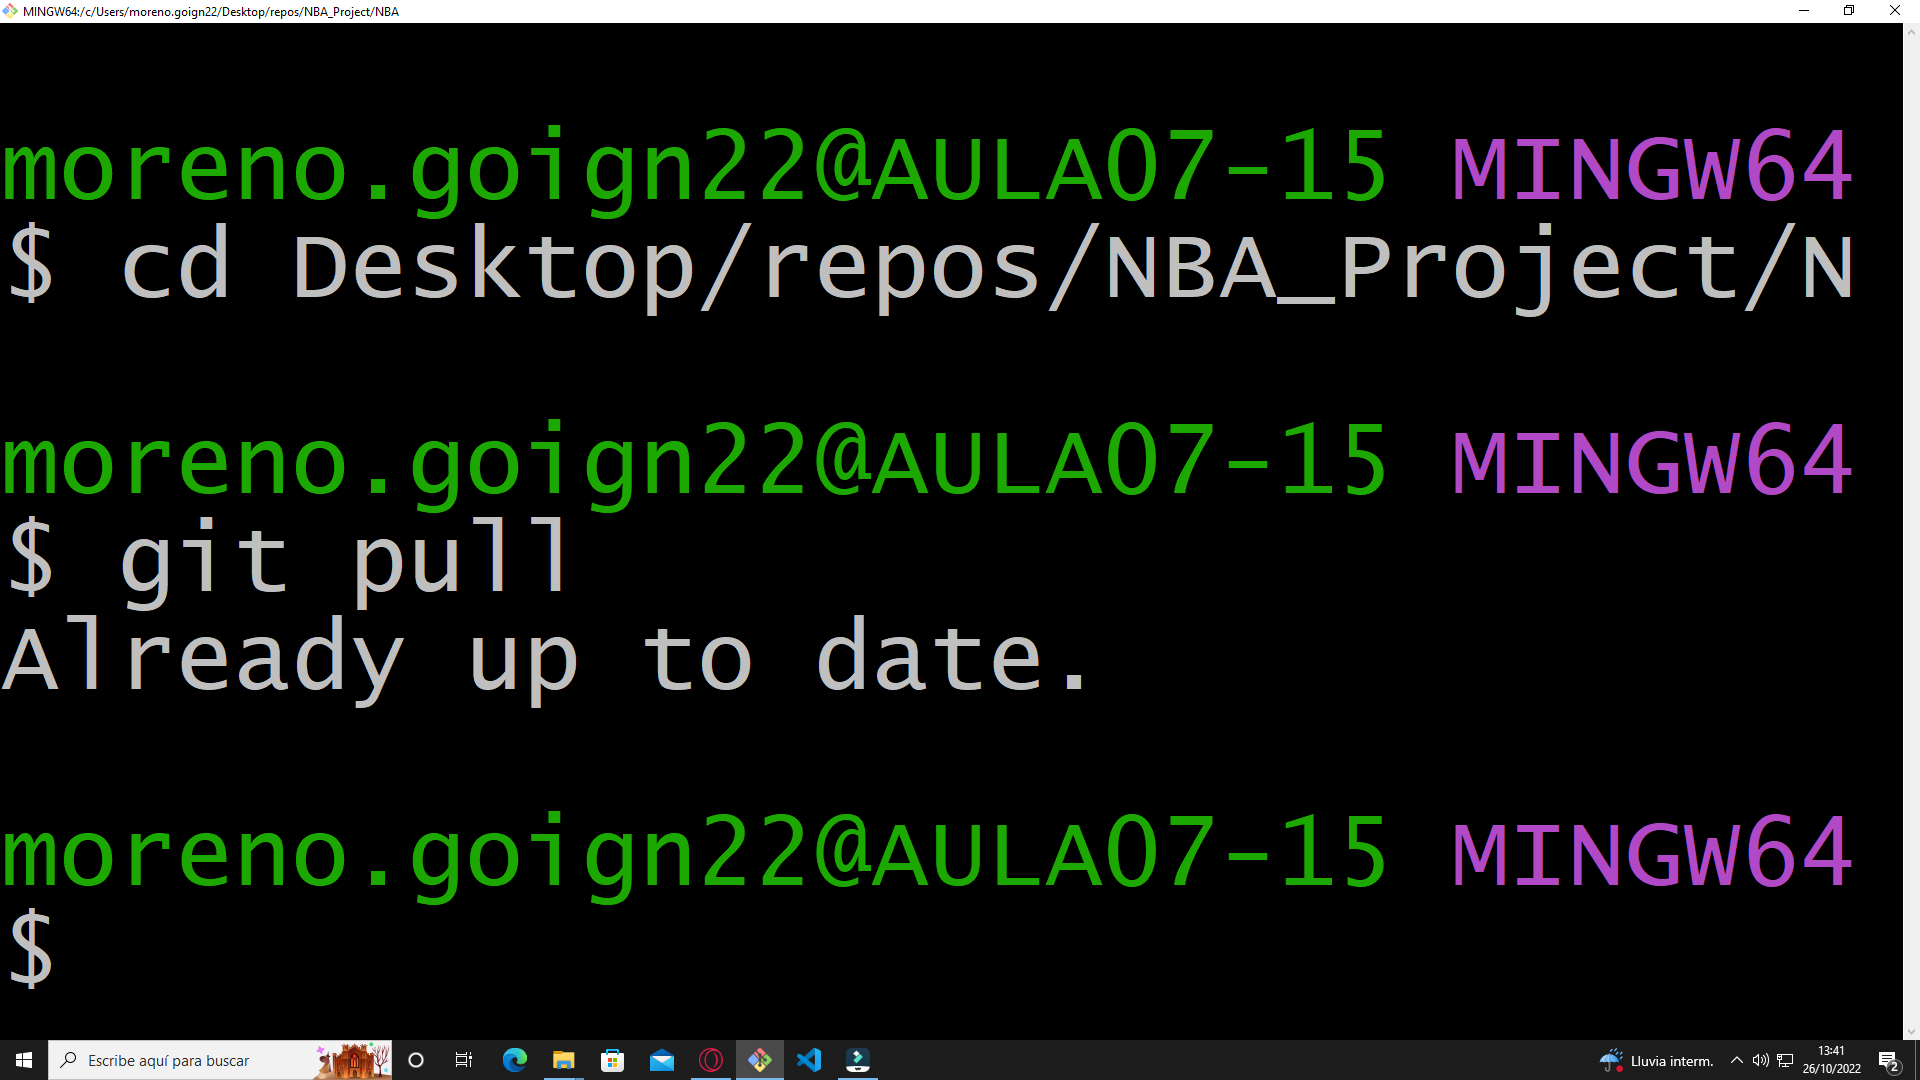 MINGW64:/c/Users/moreno.goign22/Desktop/repos/NBA_Project/NBA
moreno.goign22@AULA07-15 MINGW64
$ cd Desktop/repos/NBA_Project/N
moreno.goign22@AULA07-15 MINGW64
$ git pull
Already up to date.
moreno.goign22@AULA07-15 MINGW64
$
Escribe aquí para buscar
Lluvia interm.
13:41
26/10/2022
2